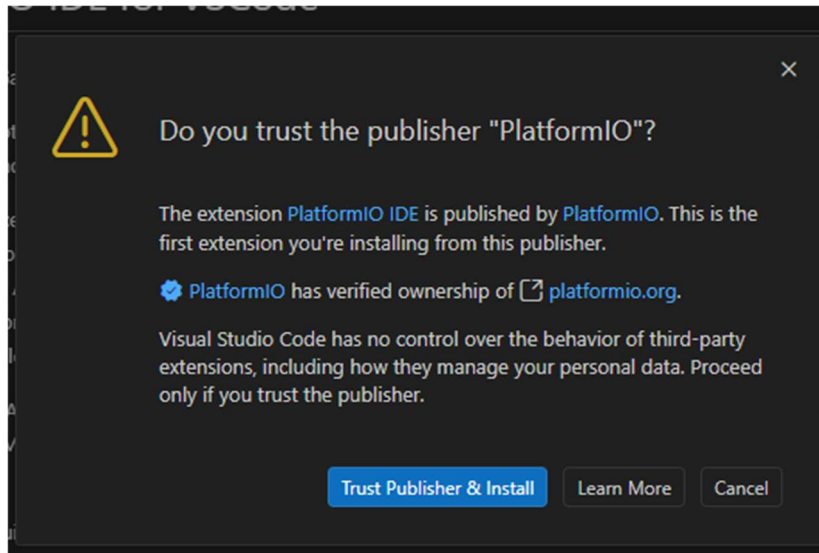 Do you trust the publisher "PlatformIO"?
The extension PlatformIO IDE is published by PlatformIO. This is the
first extension you're installing from this publisher.
PlatformIO has verified ownership of platformio.org.
Visual Studio Code has no control over the behavior of third-party
extensions, including how they manage your personal data. Proceed
only if you trust the publisher.
Trust Publisher & Install Learn More Cancel